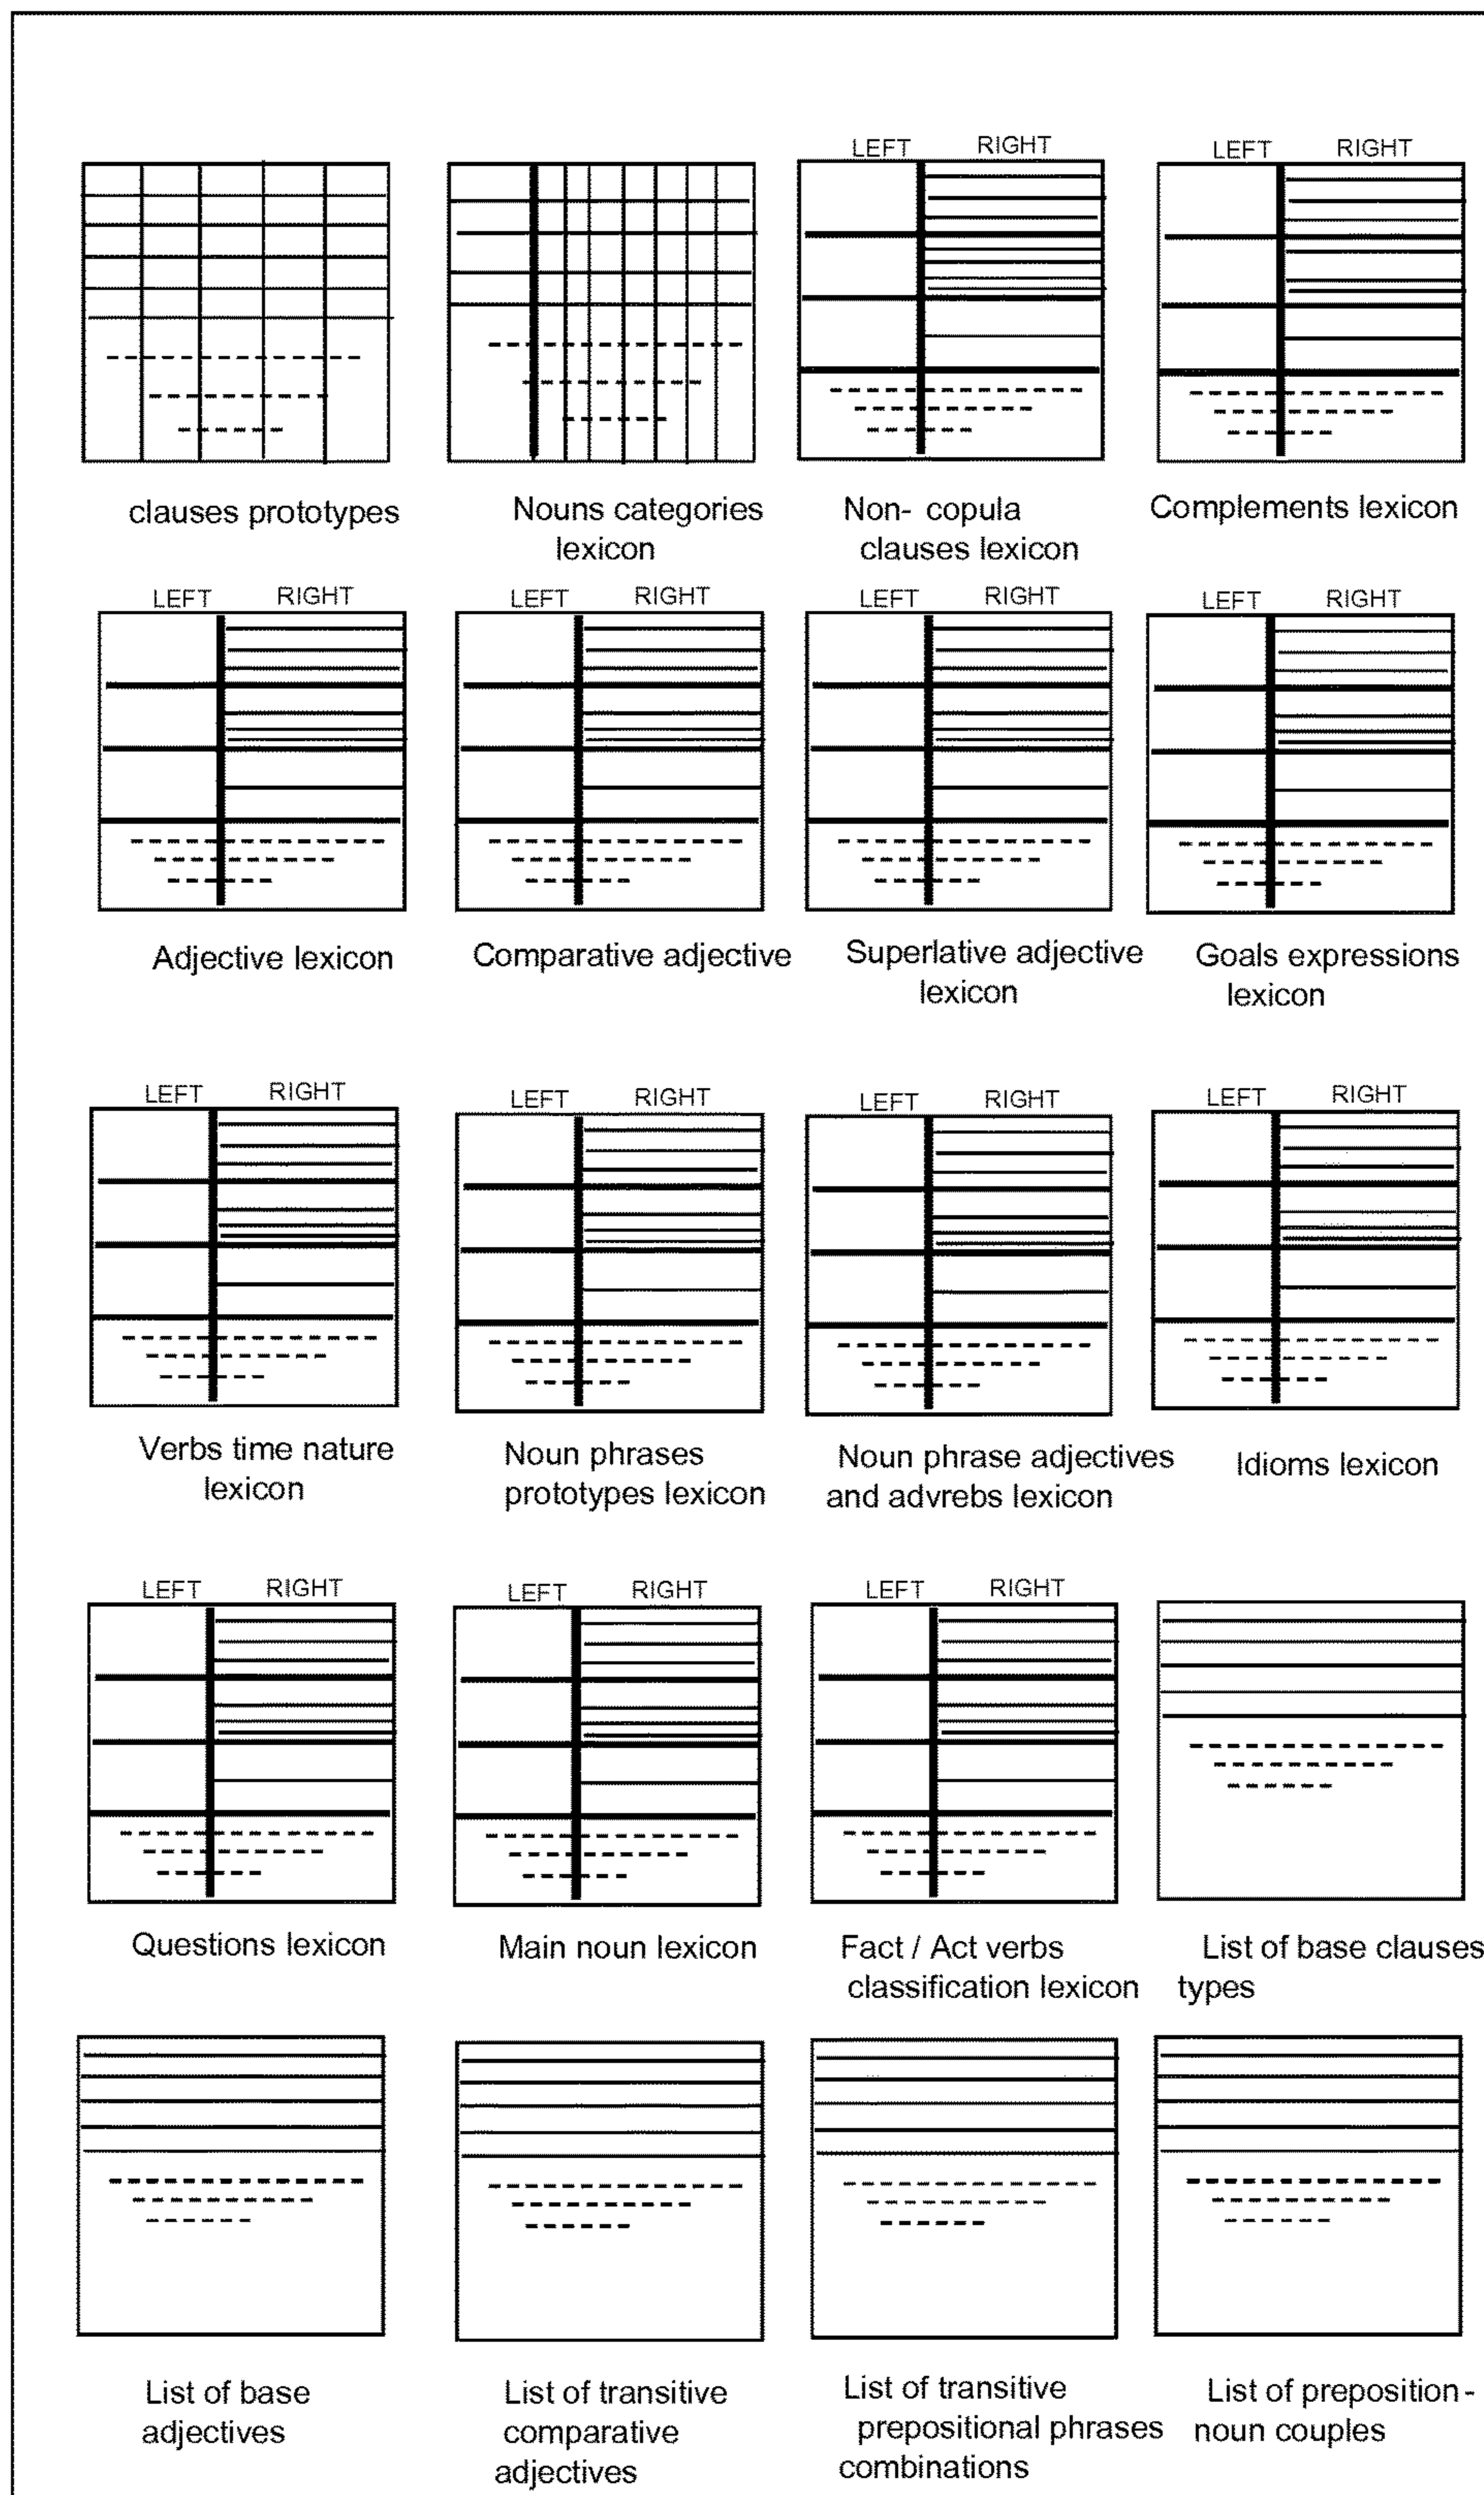 LEFT RIGHT LEFT RIGHT
clauses prototypes
Nouns categories
lexicon
Non- copula
clauses lexicon
Complements lexicon
LEFT RIGHT LEFT RIGHT LEFT RIGHT LEFT RIGHT
Adjective lexicon
Comparative adjective
Superlative adjective
lexicon
Goals expressions
lexicon
LEFT RIGHT LEFT RIGHT LEFT RIGHT LEFT RIGHT
Verbs time nature
lexicon
Noun phrases
prototypes lexicon
Noun phrase adjectives
and advrebs lexicon
Idioms lexicon
LEFT RIGHT LEFT RIGHT LEFT RIGHT
Questions lexicon
Main noun lexicon
Fact / Act verbs
classification lexicon
List of base clauses
types
List of base
adjectives
List of transitive
comparative
adjectives
List of transitive
prepositional phrases
combinations
List of preposition-
noun couples